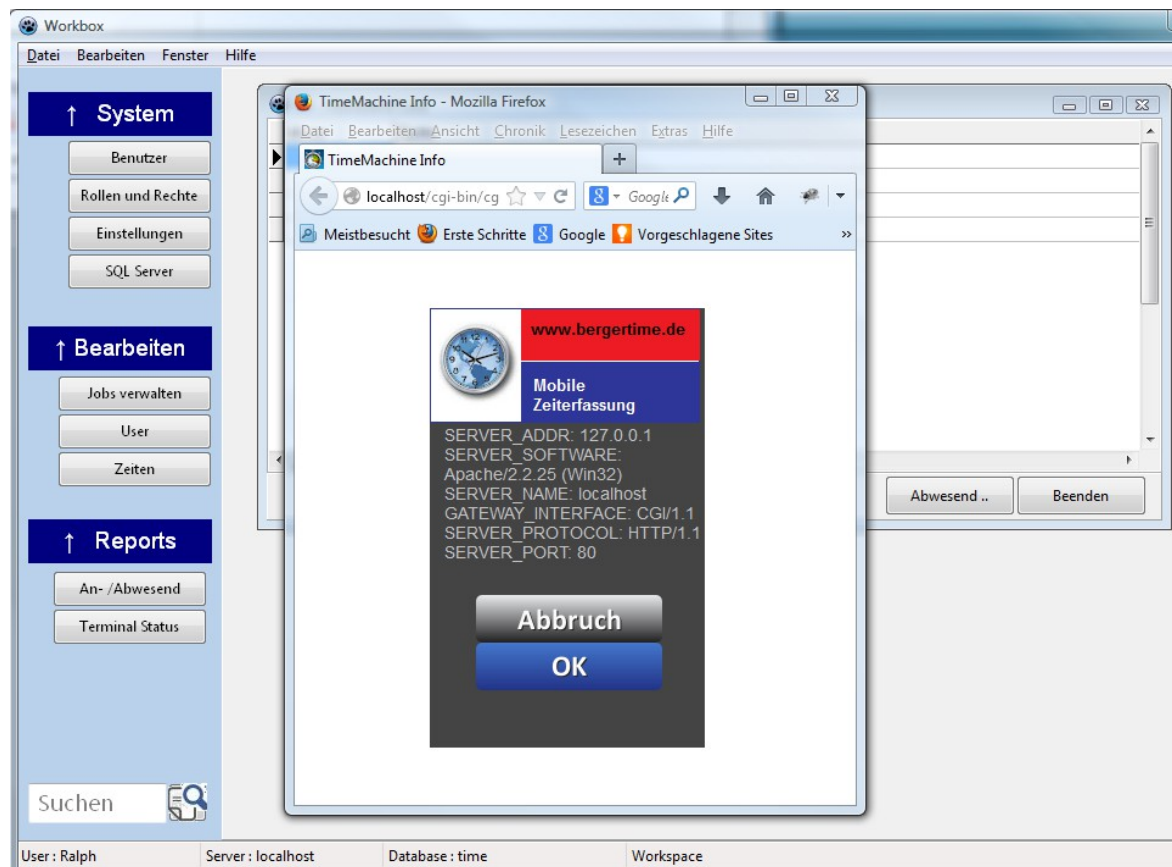 Workbox
Datei Bearbeiten Fenster Hilfe
↑ System
Benutzer
Rollen und Rechte
Einstellungen
SQL Server
↑ Bearbeiten
Jobs verwalten
User
Zeiten
↑ Reports
An- /Abwesend
Terminal Status
Suchen
TimeMachine Info - Mozilla Firefox
Datei Bearbeiten Ansicht Chronik Lesezeichen Extras Hilfe
TimeMachine Info +
localhost/cgi-bin/cg Google
Meistbesucht Erste Schritte Google Vorgeschlagene Sites »
www.bergertime.de
Mobile
Zeiterfassung
SERVER_ADDR: 127.0.0.1
SERVER_SOFTWARE:
Apache/2.2.25 (Win32)
SERVER_NAME: localhost
GATEWAY_INTERFACE: CGI/1.1
SERVER_PROTOCOL: HTTP/1.1
SERVER_PORT: 80
Abbruch
OK
Abwesend .. Beenden
User : Ralph Server : localhost Database : time Workspace